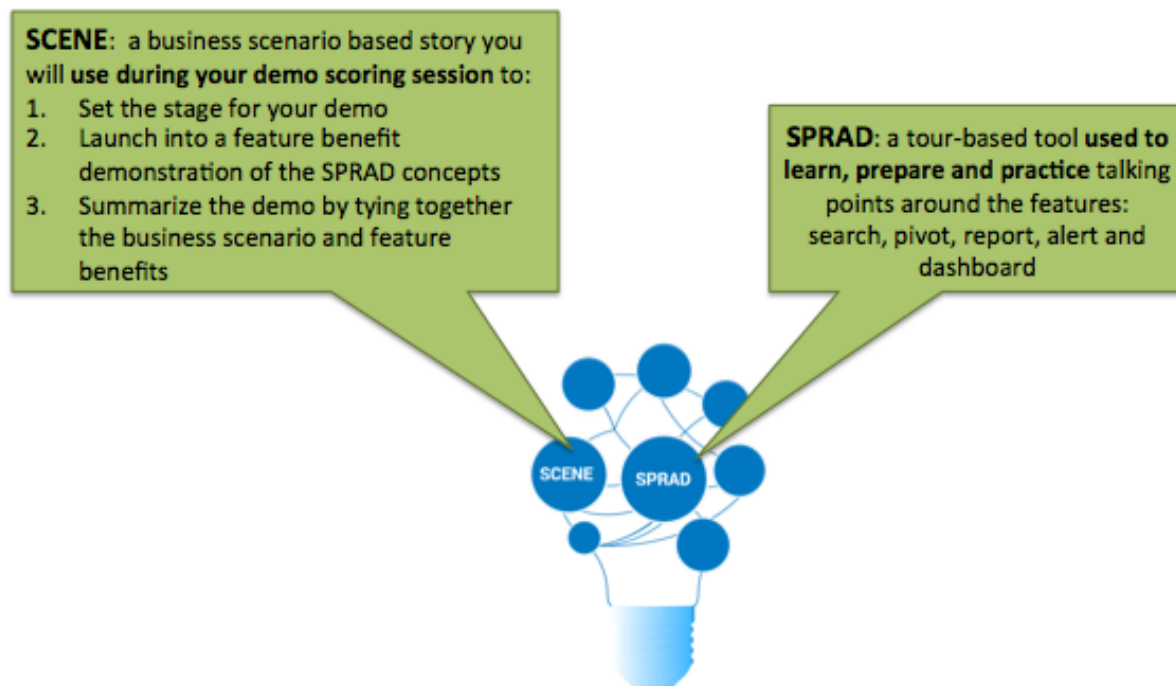 SCENE: a business scenario based story you
will use during your demo scoring session to:
1. Set the stage for your demo
2. Launch into a feature benefit
demonstration of the SPRAD concepts
3. Summarize the demo by tying together
the business scenario and feature
benefits
SPRAD: a tour-based tool used to
learn, prepare and practice talking
points around the features:
search, pivot, report, alert and
dashboard
SCENE
SPRAD